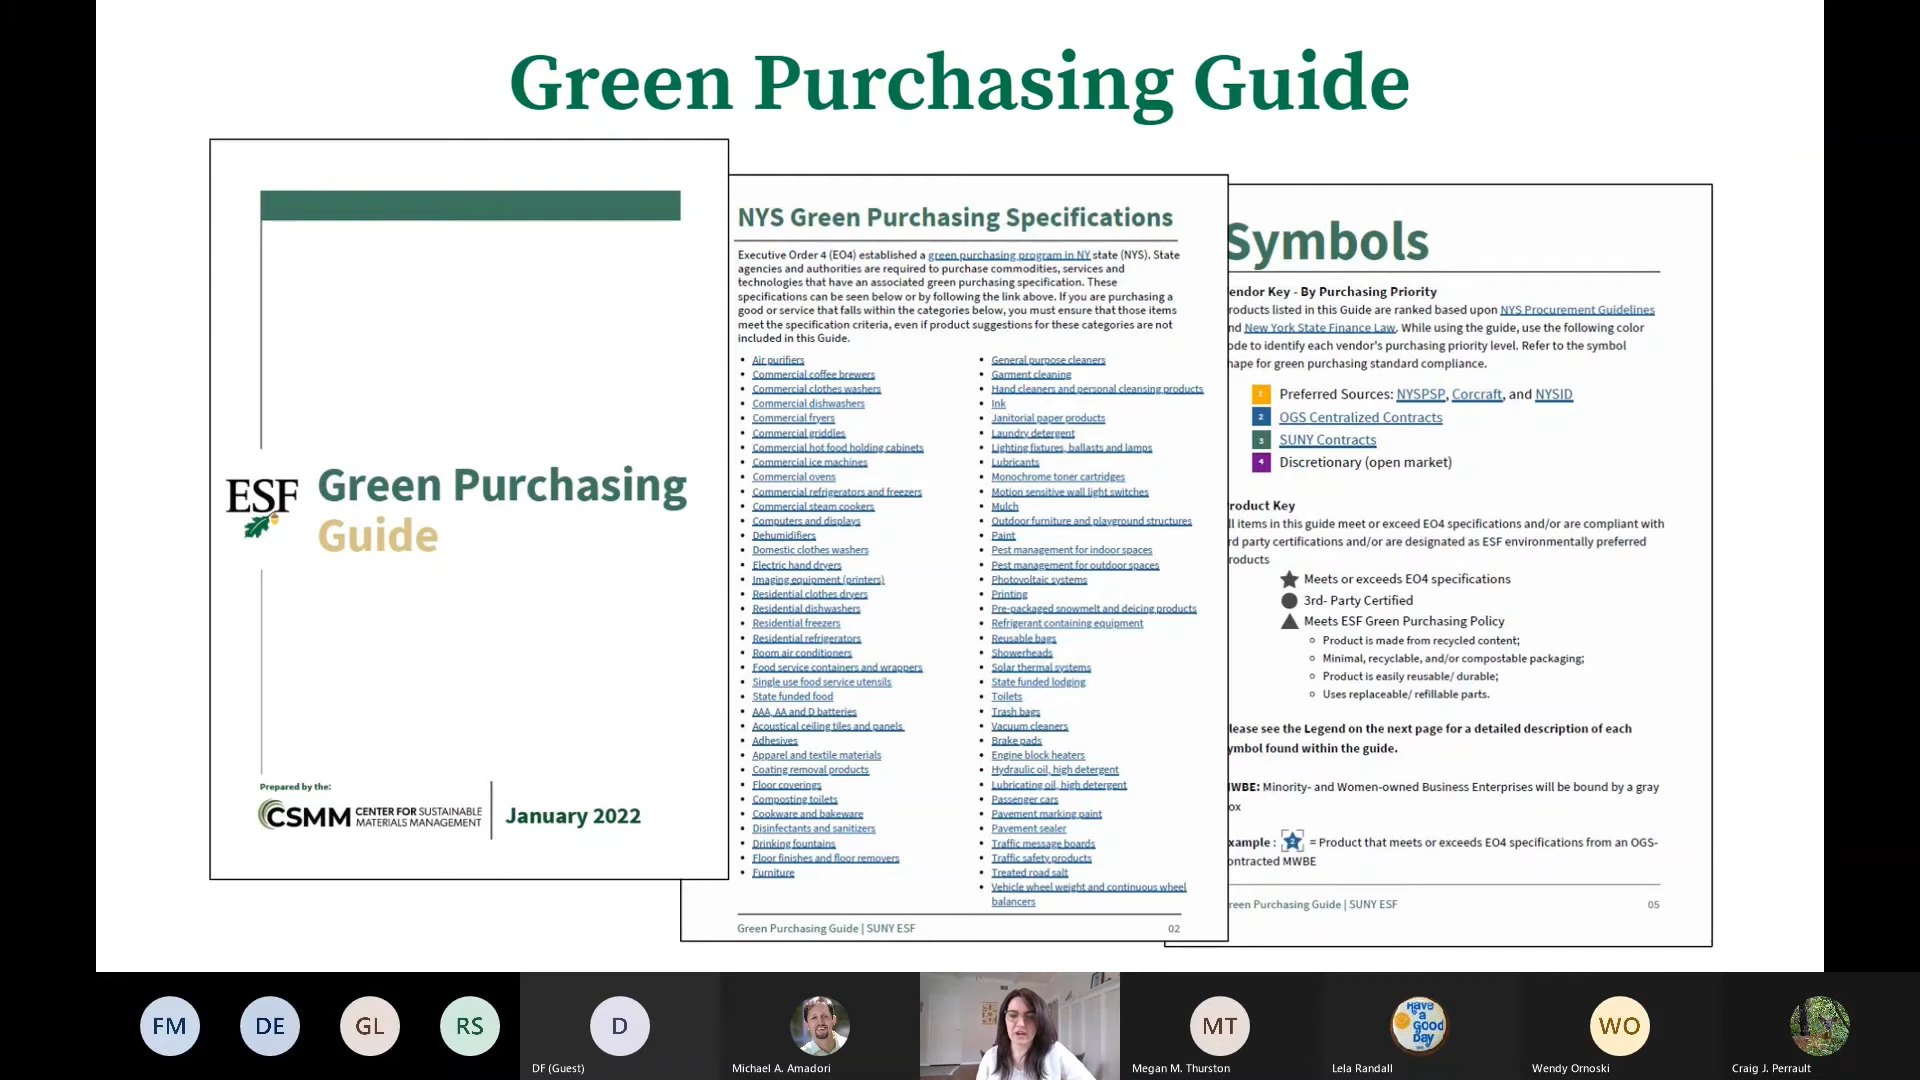 Green Purchasing Guide
ESF
Green Purchasing
Guide
Prepared by the:
CSMM CENTER FOR SUSTAINABLE
MATERIALS MANAGEMENT
January 2022
NYS Green Purchasing Specifications
Executive Order 4 (EO4) established a green purchasing program in NY state (NYS). State
agencies and authorities are required to purchase commodities, services and
technologies that have an associated green purchasing specification. These
specifications can be seen below or by following the link above. If you are purchasing a
good or service that falls within the categories below, you must ensure that those items
meet the specification criteria, even if product suggestions for these categories are not
included in this Guide.
• Air purifiers
• Commercial coffee brewers
• Commercial clothes washers
• Commercial dishwashers
• Commercial fryers
• Commercial griddles
• Commercial hot food holding cabinets
• Commercial ice machines
• Commercial ovens
• Commercial refrigerators and freezers
• Commercial steam cookers
• Computers and displays
• Dehumidifiers
• Domestic clothes washers
• Electric hand dryers
• Imaging equipment (printers)
• Residential clothes dryers
• Residential dishwashers
• Residential freezers
• Residential refrigerators
• Room air conditioners
• Food service containers and wrappers
• Single use food service utensils
• State funded food
• AAA, AA and D batteries
• Acoustical ceiling tiles and panels
• Adhesives
• Apparel and textile materials
• Coating removal products
• Floor coverings
• Composting toilets
• Cookware and bakeware
• Disinfectants and sanitizers
• Drinking fountains
• Floor finishes and floor removers
• Furniture
• General purpose cleaners
• Garment cleaning
• Hand cleaners and personal cleansing products
• Ink
• Janitorial paper products
• Laundry detergent
• Lighting fixtures, ballasts and lamps
• Lubricants
• Monochrome toner cartridges
• Motion sensitive wall light switches
• Mulch
• Outdoor furniture and playground structures
• Paint
• Pest management for indoor spaces
• Pest management for outdoor spaces
• Photovoltaic systems
• Printing
• Pre-packaged snowmelt and deicing products
• Refrigerant containing equipment
• Reusable bags
• Showerheads
• Solar thermal systems
• State funded lodging
• Toilets
• Trash bags
• Vacuum cleaners
• Brake pads
• Engine block heaters
• Hydraulic oil, high detergent
• Lubricating oil, high detergent
• Passenger cars
• Pavement marking paint
• Pavement sealer
• Traffic message boards
• Traffic safety products
• Treated road salt
• Vehicle wheel weight and continuous wheel
balancers
Green Purchasing Guide | SUNY ESF 02
Symbols
endor Key - By Purchasing Priority
roducts listed in this Guide are ranked based upon NYS Procurement Guidelines
nd New York State Finance Law. While using the guide, use the following color
ode to identify each vendor's purchasing priority level. Refer to the symbol
hape for green purchasing standard compliance.
1 Preferred Sources: NYSPSP, Corcraft, and NYSID
2 OGS Centralized Contracts
3 SUNY Contracts
4 Discretionary (open market)
roduct Key
ll items in this guide meet or exceed EO4 specifications and/or are compliant with
rd party certifications and/or are designated as ESF environmentally preferred
roducts
Meets or exceeds EO4 specifications
3rd- Party Certified
Meets ESF Green Purchasing Policy
Product is made from recycled content;
Minimal, recyclable, and/or compostable packaging;
Product is easily reusable/ durable;
Uses replaceable/ refillable parts.
lease see the Legend on the next page for a detailed description of each
ymbol found within the guide.
WBE: Minority- and Women-owned Business Enterprises will be bound by a gray
ox
xample : 2 = Product that meets or exceeds EO4 specifications from an OGS-
ontracted MWBE
reen Purchasing Guide | SUNY ESF 05
FM
DE
GL
RS
D
DF (Guest)
Michael A. Amadori
MT
Megan M. Thurston
Have a good Day
Lela Randall
WO
Wendy Ornoski
Craig J. Perrault